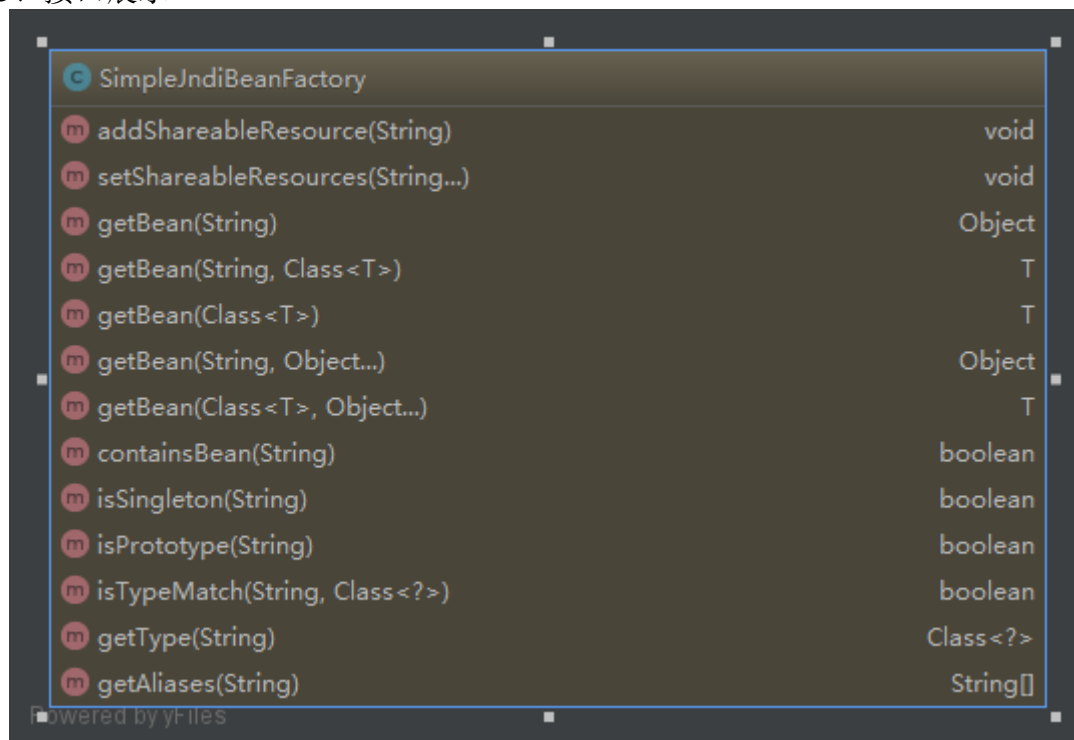 SimpleJndiBeanFactory
m addShareableResource(String) void
m setShareableResources(String...) void
m getBean(String) Object
m getBean(String, Class<T>) T
m getBean(Class<T>) T
m getBean(String, Object...) Object
m getBean(Class<T>, Object...) T
m containsBean(String) boolean
m isSingleton(String) boolean
m isPrototype(String) boolean
m isTypeMatch(String, Class<?>) boolean
m getType(String) Class<?>
m getAliases(String) String[]
Powered by yFiles